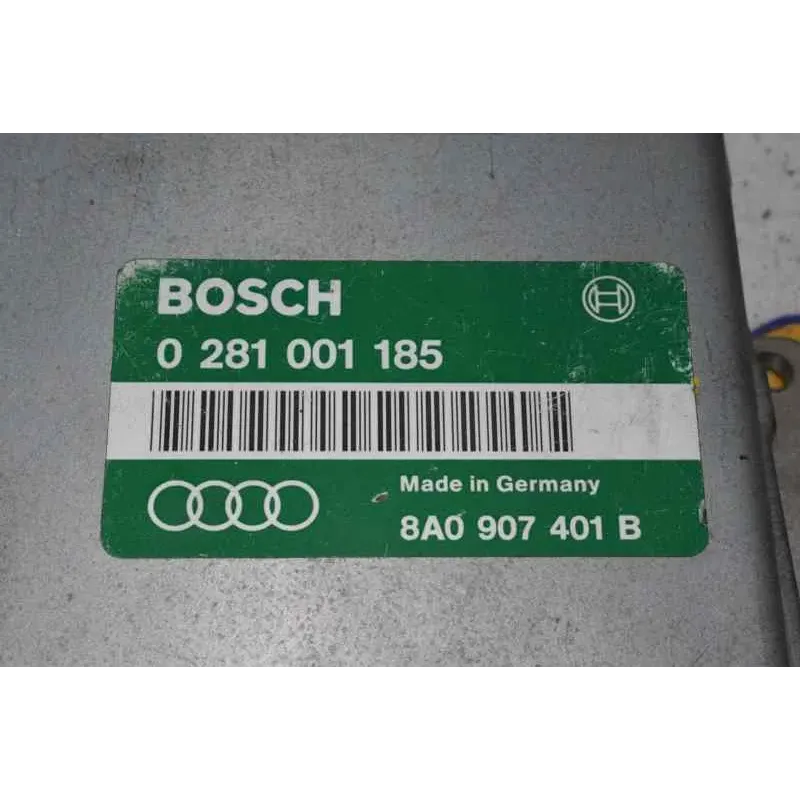 BOSCH
0 281 001 185
Made in Germany
8A0 907 401 B